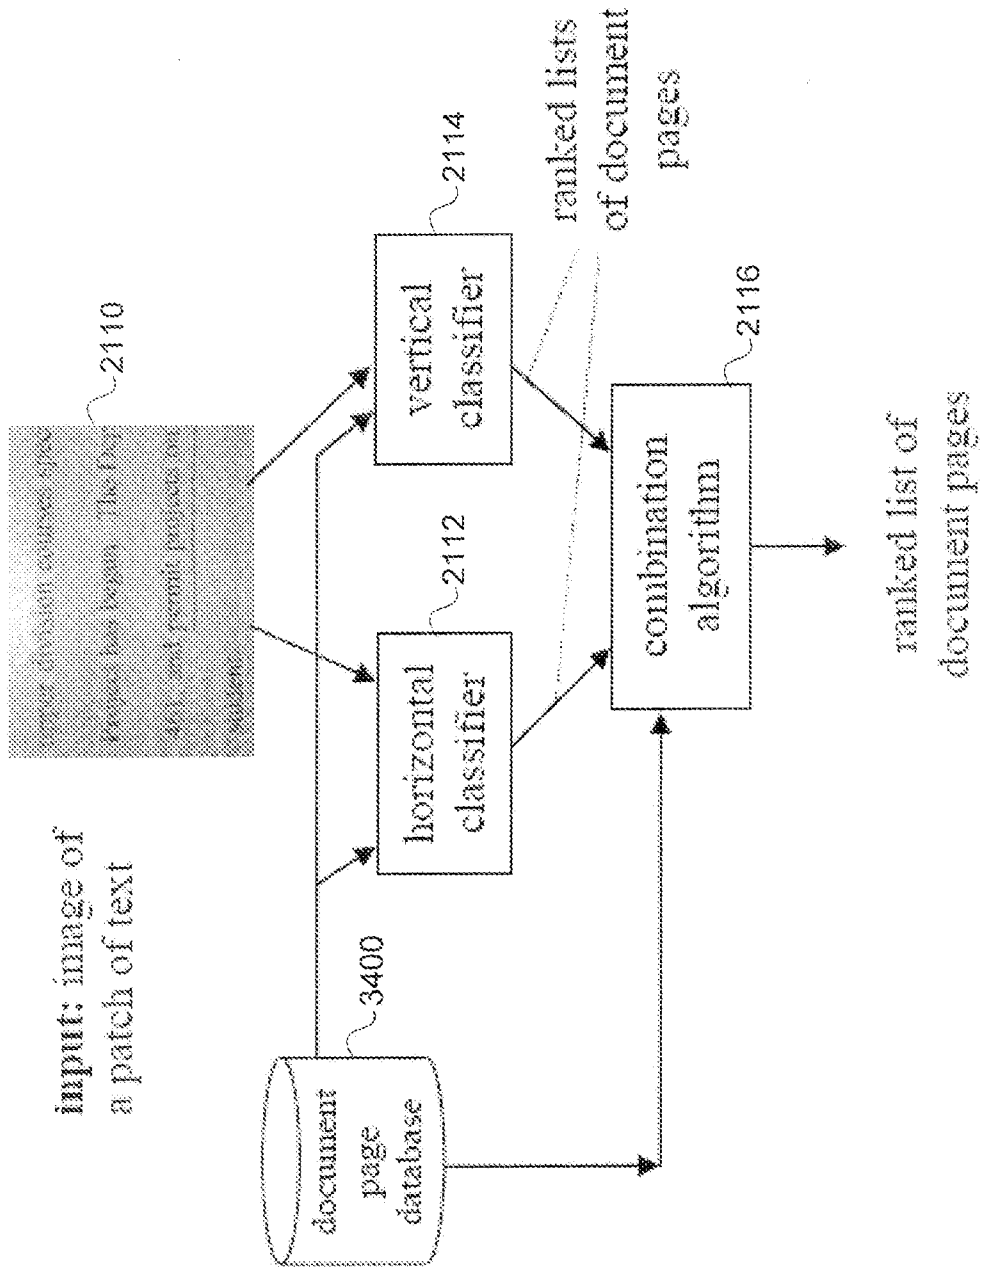 input: image of
a patch of text
2110
document
page
database
3400
horizontal
classifier
2112
vertical
classifier
2114
ranked lists
of document
pages
combination
algorithm
2116
ranked list of
document pages